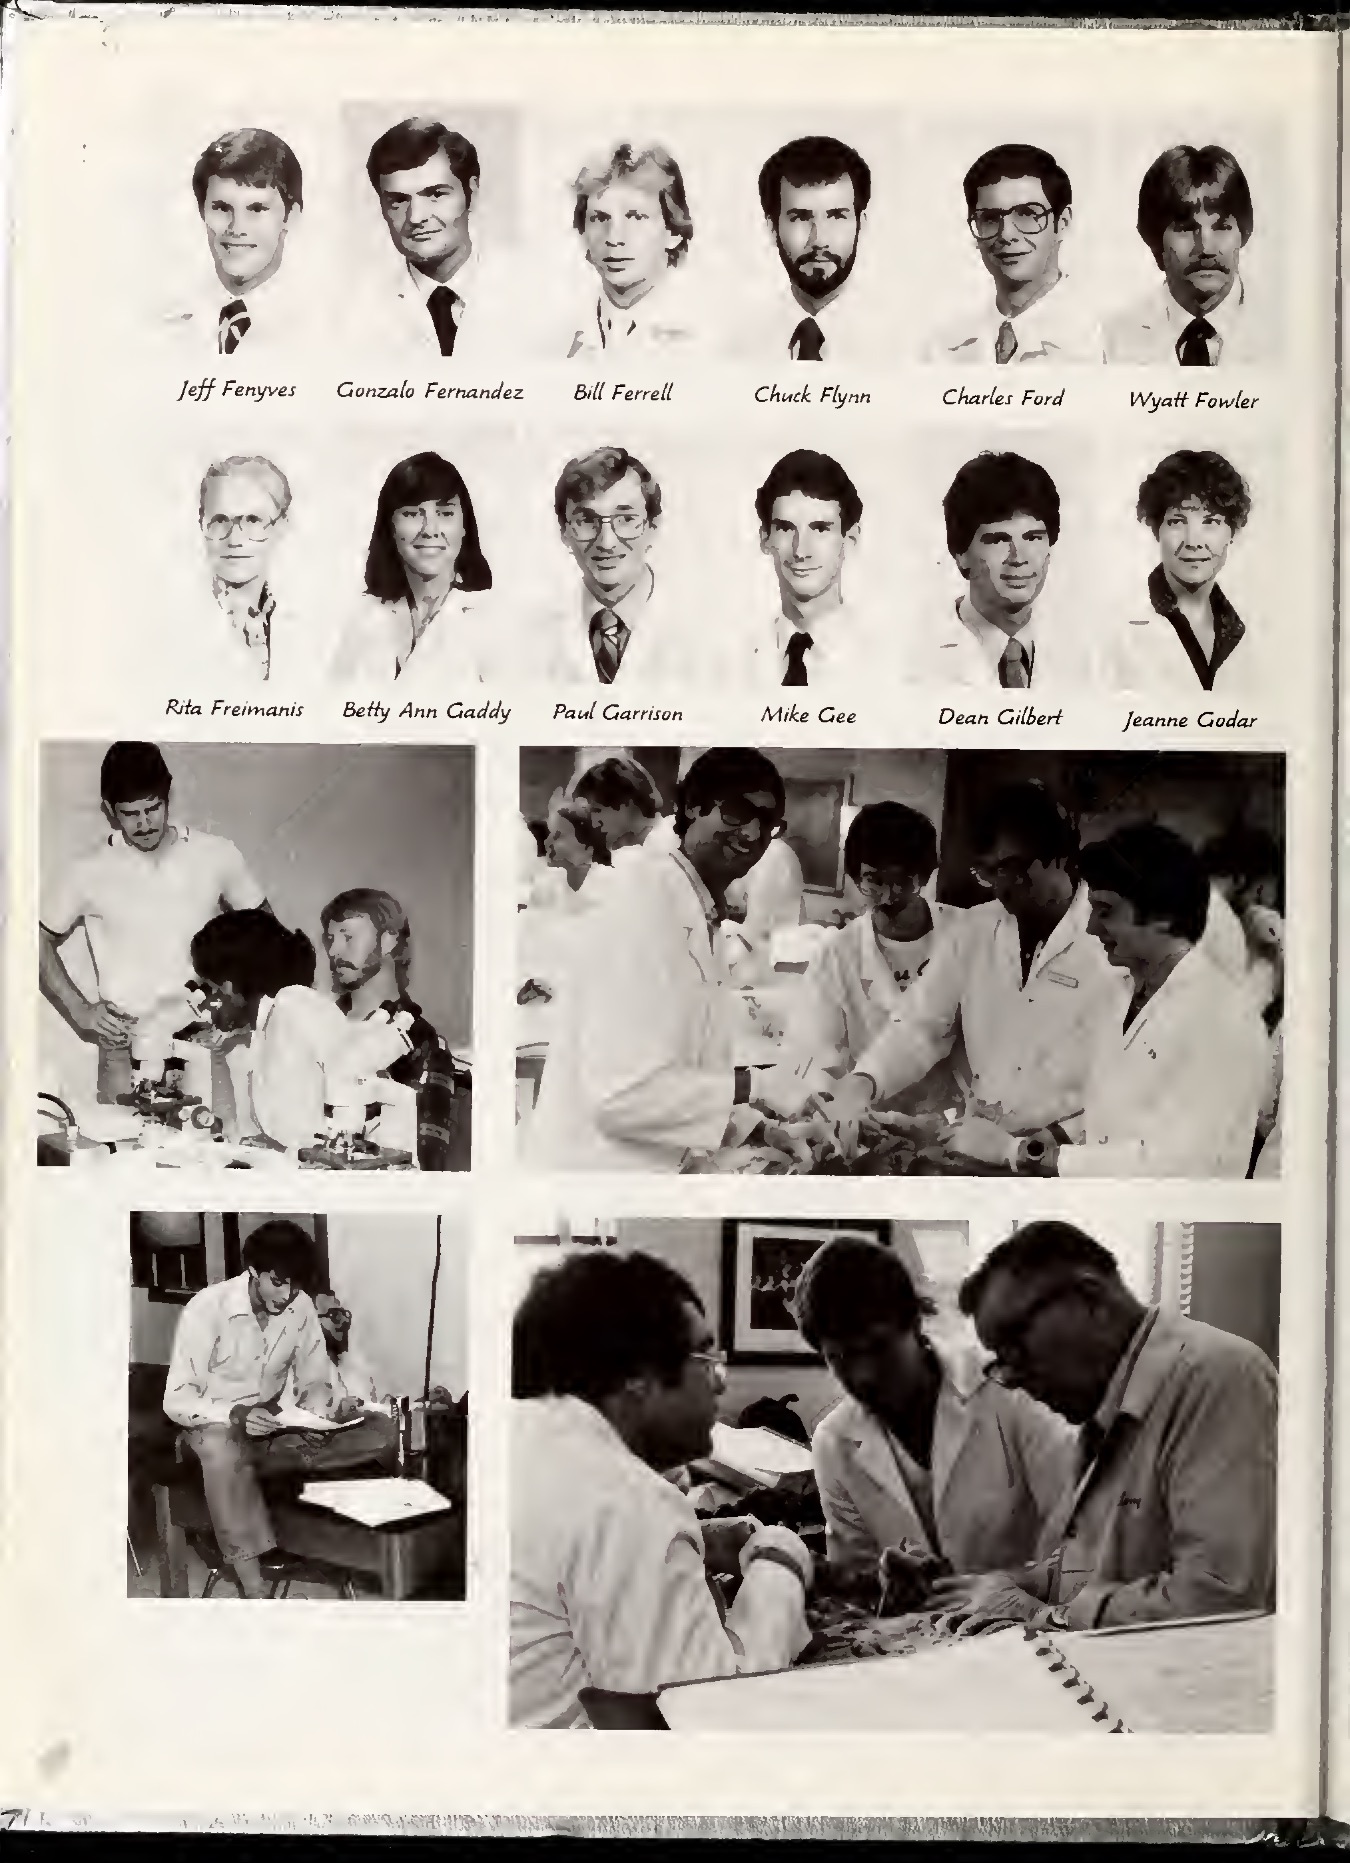 Jeff Fenyves Gonzalo Fernandez Bill Ferrell Chuck Flynn Charles Ford Wyatt Fowler
Rita Freimanis Betty Ann Gaddy Paul Garrison Mike Gee Dean Gilbert Jeanne Godar